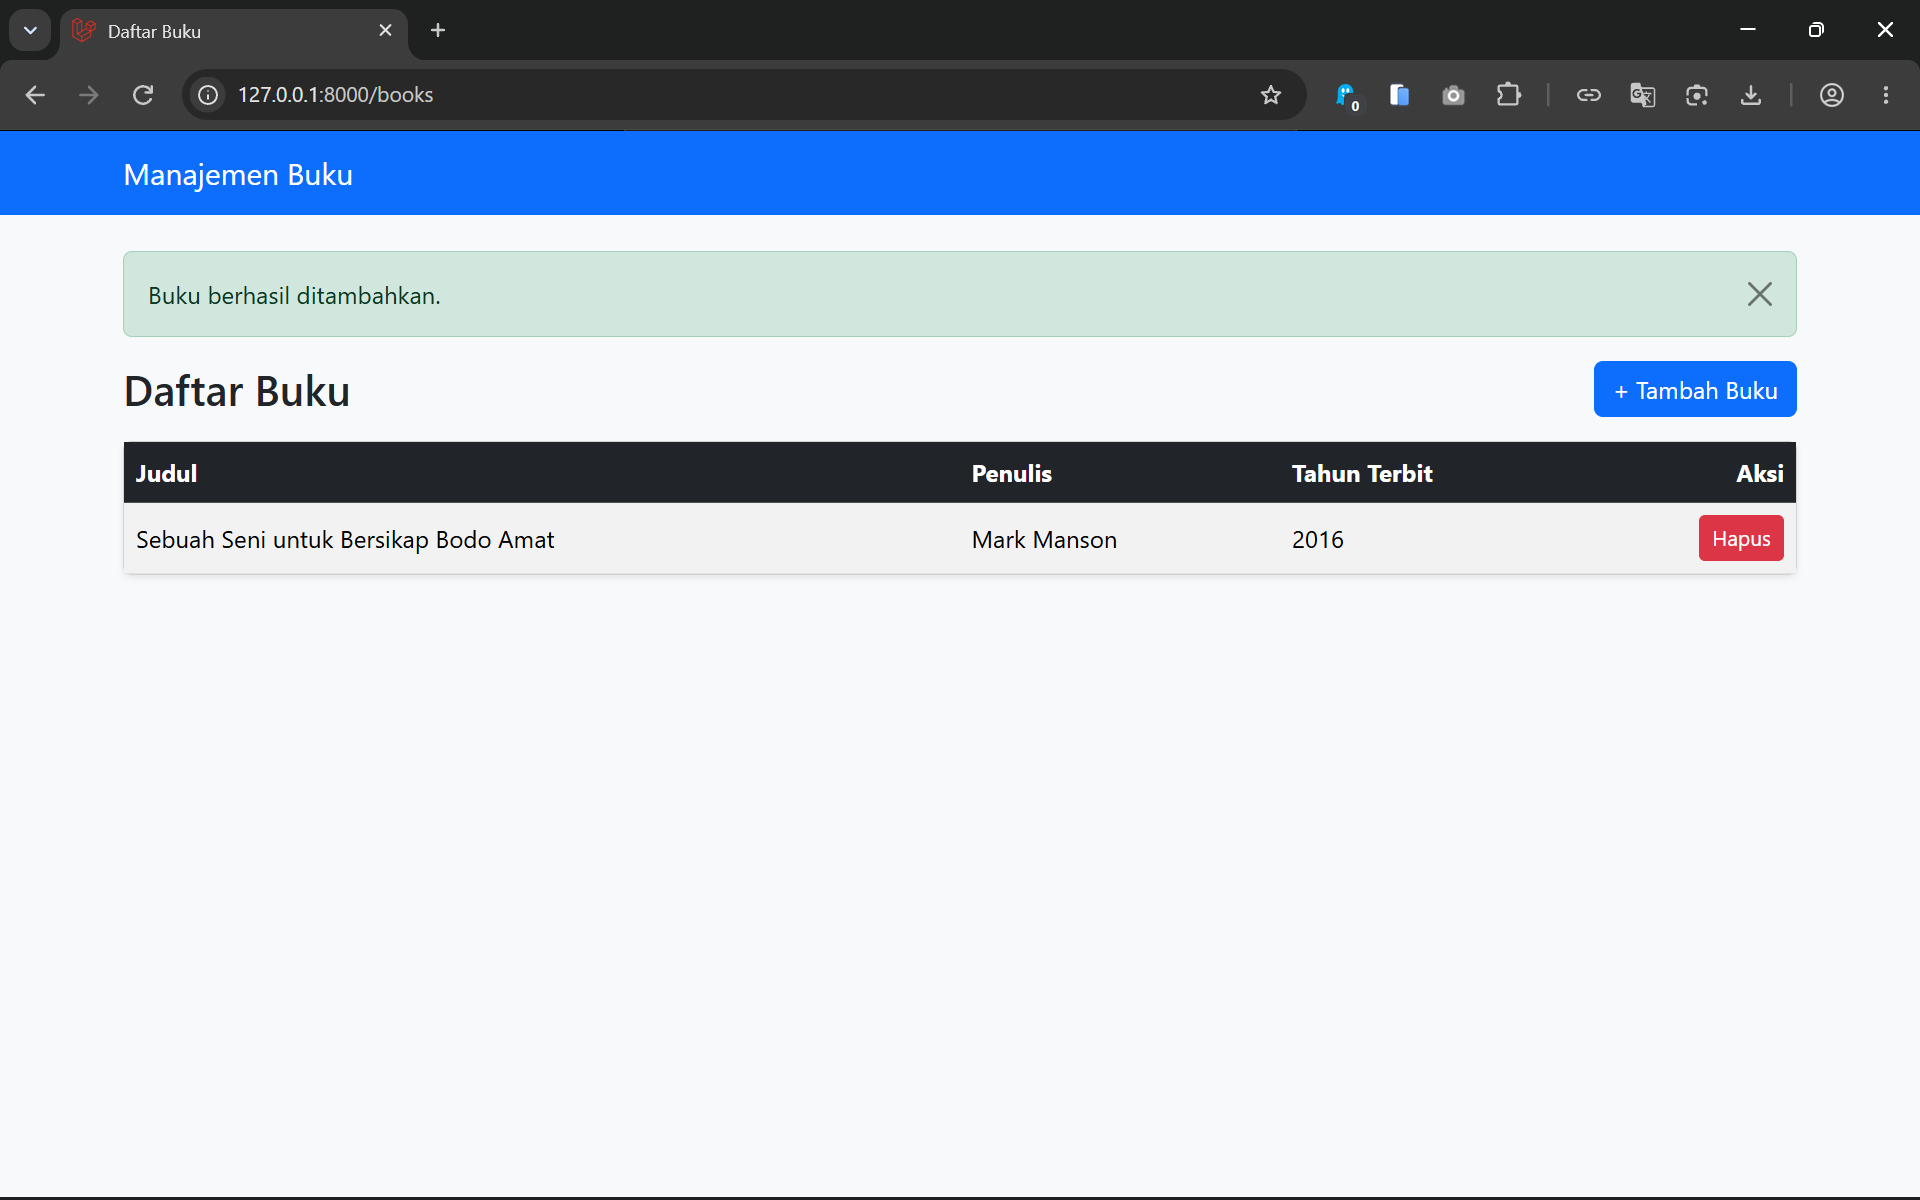 Daftar Buku
127.0.0.1:8000/books
0
Manajemen Buku
Buku berhasil ditambahkan.
Daftar Buku
+ Tambah Buku
Judul Penulis Tahun Terbit Aksi
Sebuah Seni untuk Bersikap Bodo Amat Mark Manson 2016 Hapus